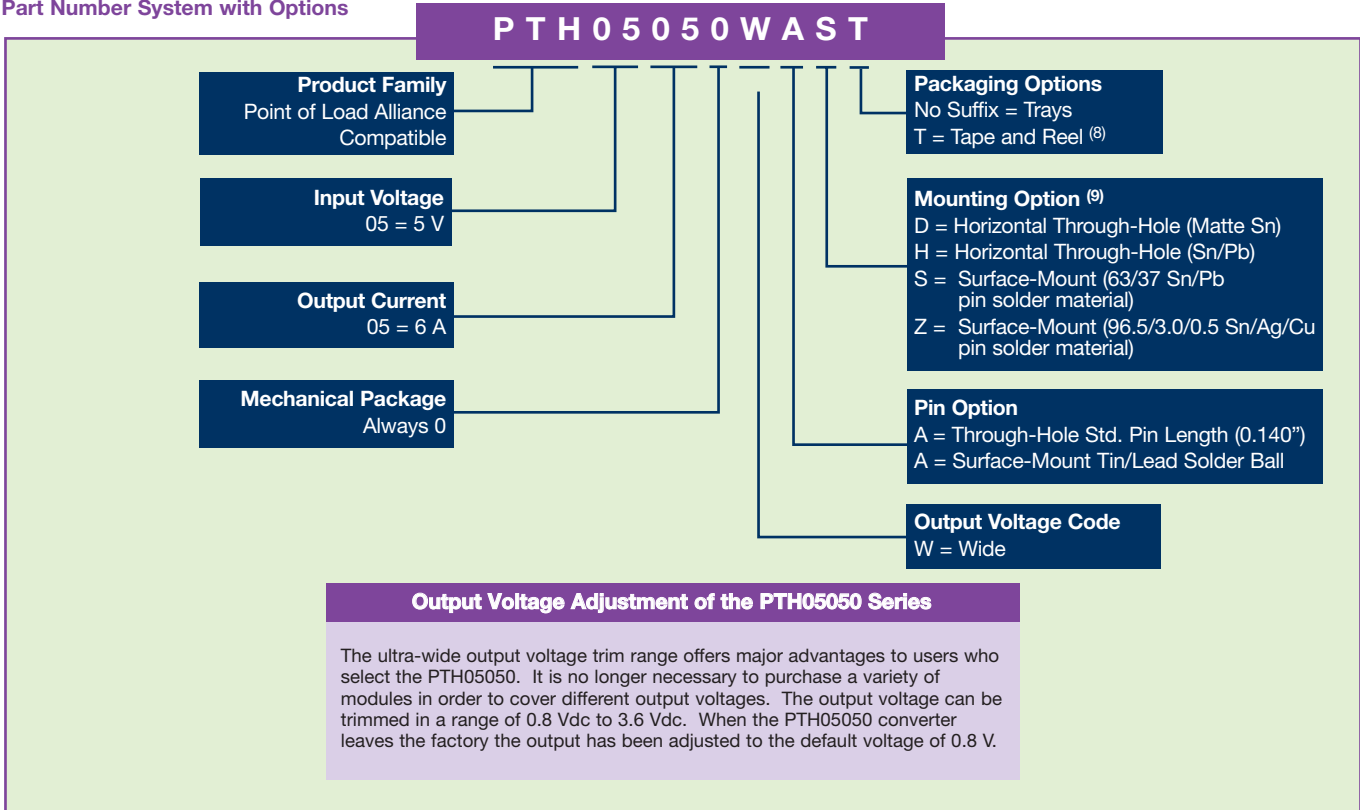 Part Number System with Options
PTH05050WAST
Product Family
Point of Load Alliance
Compatible
Input Voltage
05 = 5 V
Output Current
05 = 6 A
Mechanical Package
Always 0
Packaging Options
No Suffix = Trays
T = Tape and Reel (8)
Mounting Option (9)
D = Horizontal Through-Hole (Matte Sn)
H = Horizontal Through-Hole (Sn/Pb)
S = Surface-Mount (63/37 Sn/Pb
pin solder material)
Z = Surface-Mount (96.5/3.0/0.5 Sn/Ag/Cu
pin solder material)
Pin Option
A = Through-Hole Std. Pin Length (0.140”)
A = Surface-Mount Tin/Lead Solder Ball
Output Voltage Code
W = Wide
Output Voltage Adjustment of the PTH05050 Series
The ultra-wide output voltage trim range offers major advantages to users who
select the PTH05050. It is no longer necessary to purchase a variety of
modules in order to cover different output voltages. The output voltage can be
trimmed in a range of 0.8 Vdc to 3.6 Vdc. When the PTH05050 converter
leaves the factory the output has been adjusted to the default voltage of 0.8 V.